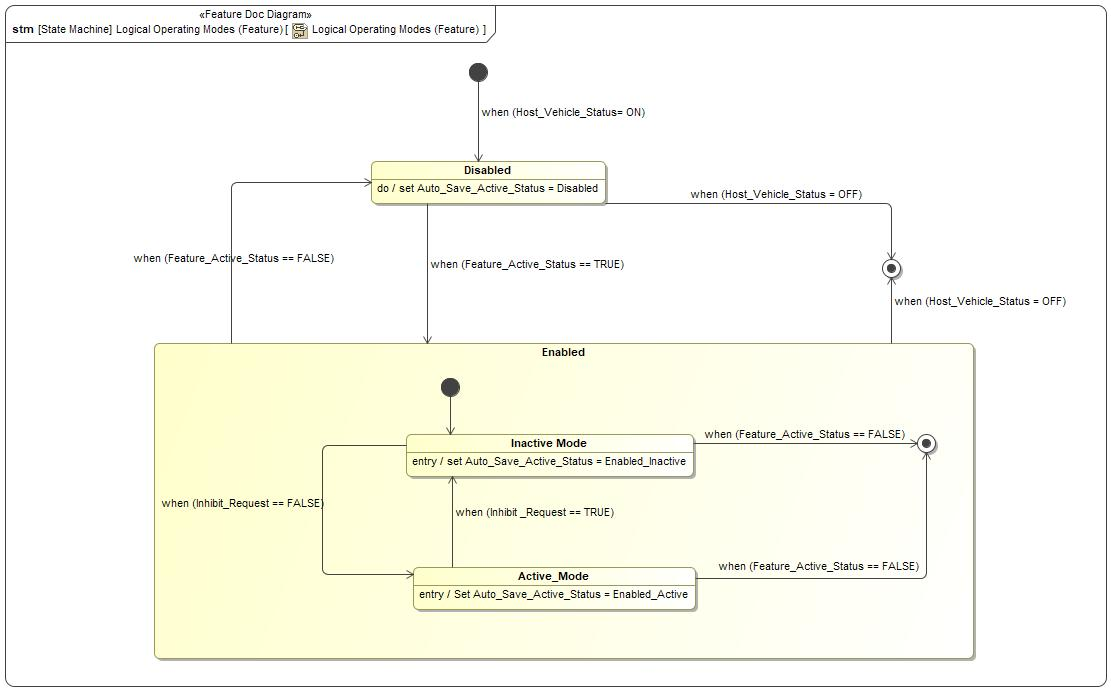 «Feature Doc Diagram»
stm [State Machine] Logical Operating Modes (Feature) [ Logical Operating Modes (Feature) ]
when (Host_Vehicle_Status= ON)
Disabled
do / set Auto_Save_Active_Status = Disabled
when (Host_Vehicle_Status = OFF)
when (Feature_Active_Status == FALSE)
when (Feature_Active_Status == TRUE)
when (Host_Vehicle_Status = OFF)
Enabled
Inactive Mode
entry / set Auto_Save_Active_Status = Enabled_Inactive
when (Feature_Active_Status == FALSE)
when (Inhibit_Request == FALSE)
when (Inhibit _Request == TRUE)
Active_Mode
entry / Set Auto_Save_Active_Status = Enabled_Active
when (Feature_Active_Status == FALSE)